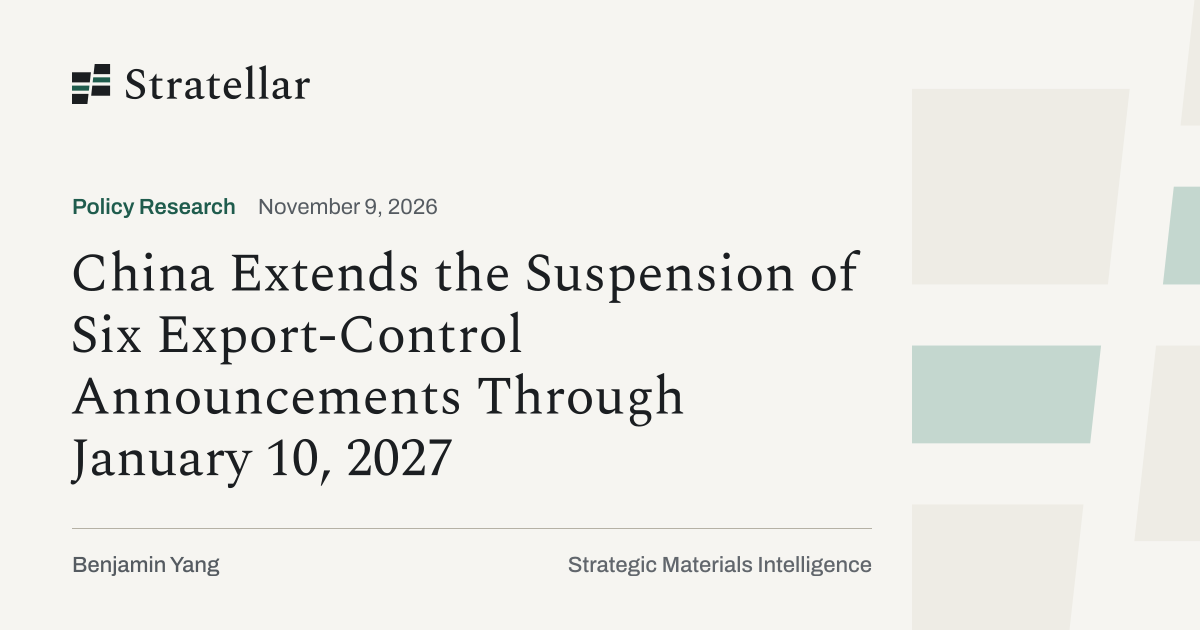 Stratellar
Policy Research November 9, 2026
China Extends the Suspension of
Six Export-Control
Announcements Through
January 10, 2027
Benjamin Yang Strategic Materials Intelligence